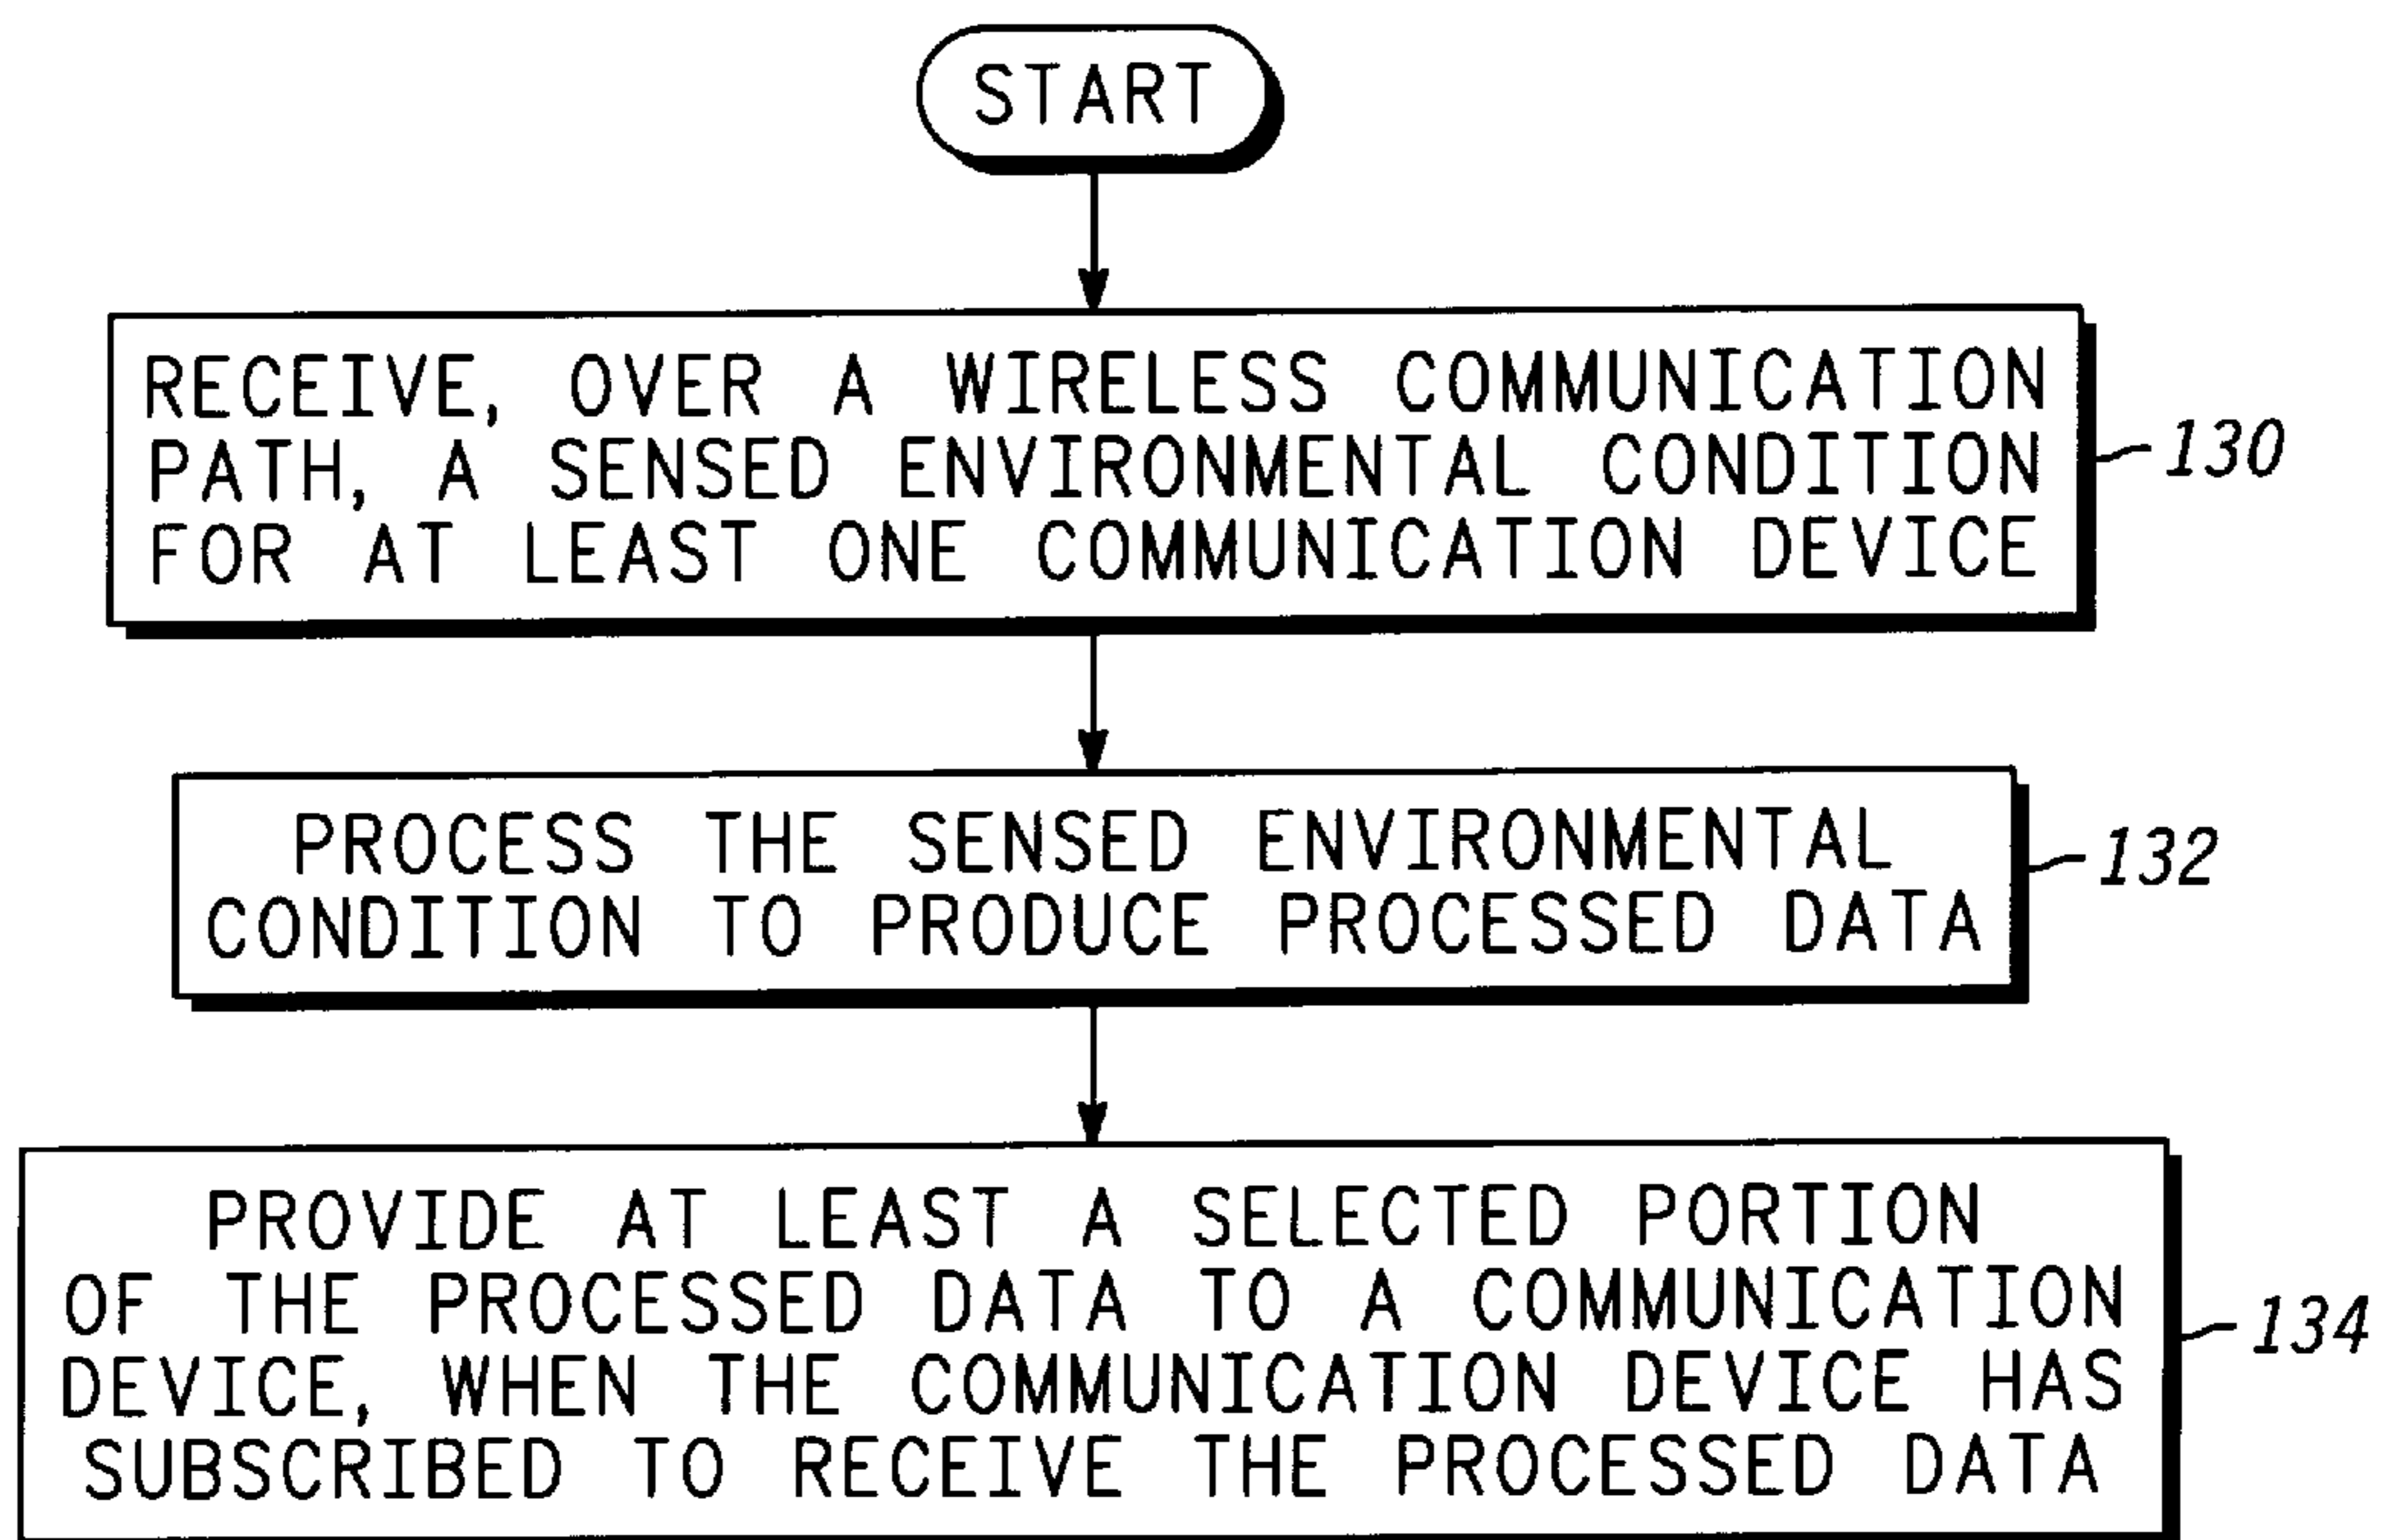 START
RECEIVE, OVER A WIRELESS COMMUNICATION
PATH, A SENSED ENVIRONMENTAL CONDITION
FOR AT LEAST ONE COMMUNICATION DEVICE
130
PROCESS THE SENSED ENVIRONMENTAL
CONDITION TO PRODUCE PROCESSED DATA
132
PROVIDE AT LEAST A SELECTED PORTION
OF THE PROCESSED DATA TO A COMMUNICATION
DEVICE, WHEN THE COMMUNICATION DEVICE HAS
SUBSCRIBED TO RECEIVE THE PROCESSED DATA
134